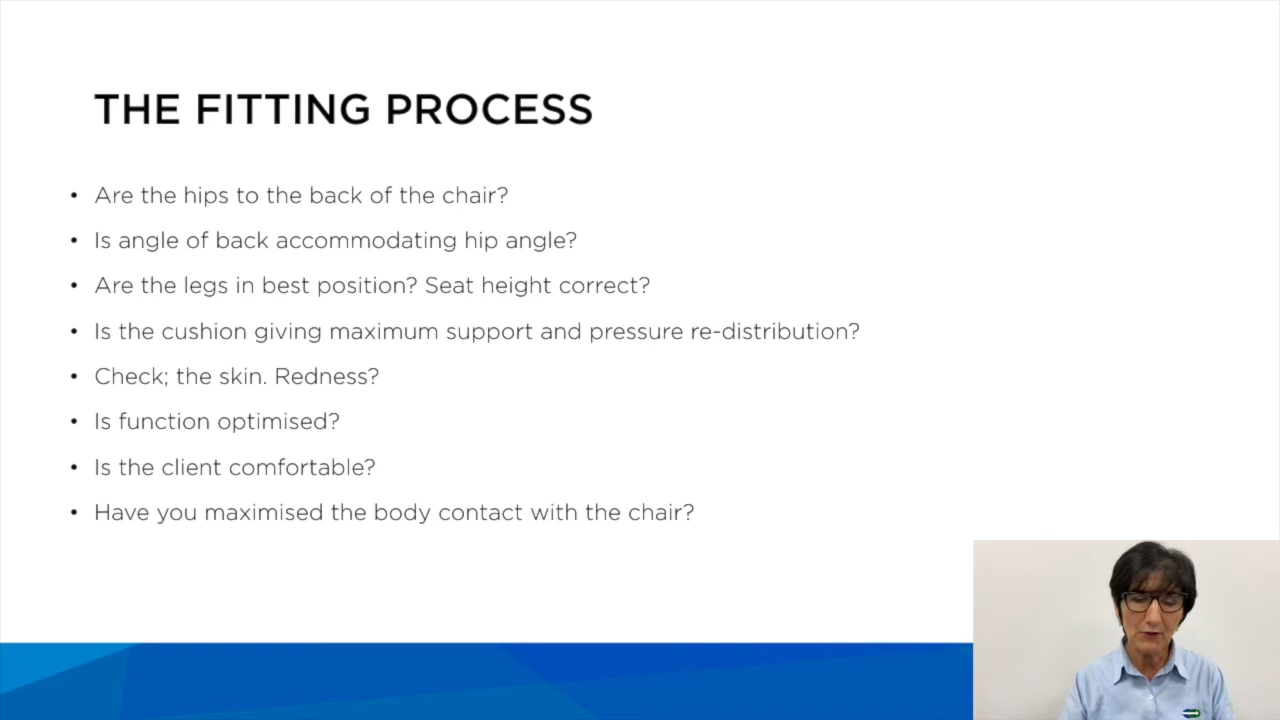 THE FITTING PROCESS
• Are the hips to the back of the chair?
• Is angle of back accommodating hip angle?
• Are the legs in best position? Seat height correct?
• Is the cushion giving maximum support and pressure re-distribution?
• Check; the skin. Redness?
• Is function optimised?
• Is the client comfortable?
• Have you maximised the body contact with the chair?